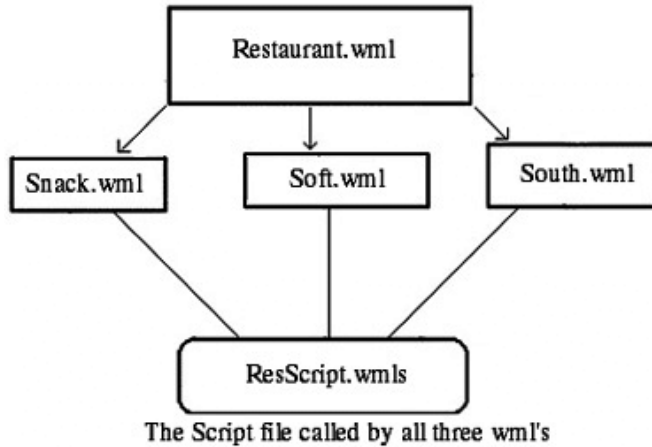 Restaurant.wml
Snack.wml
Soft.wml
South.wml
ResScript.wmls
The Script file called by all three wml's